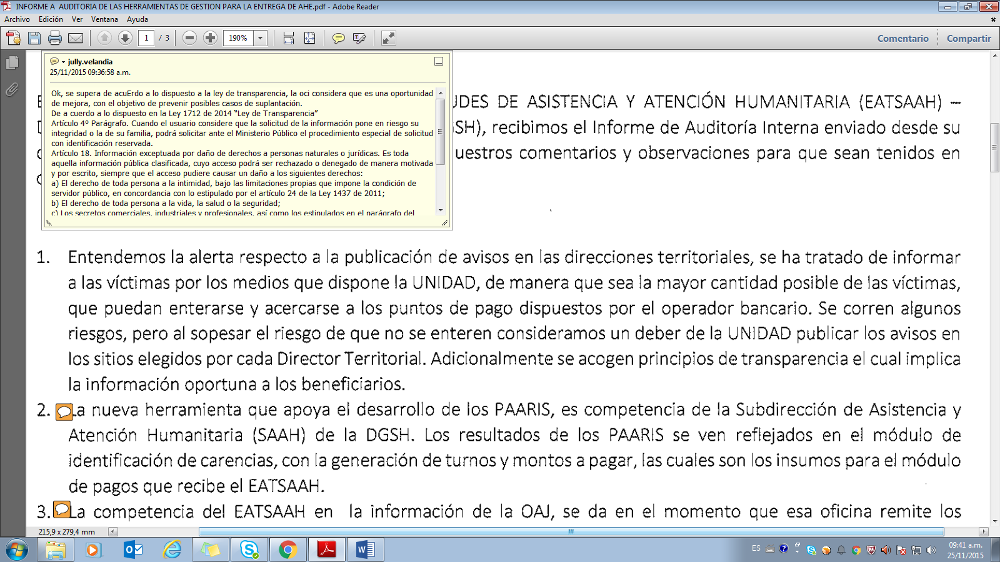 INFORME A  AUDITORIA DE LAS HERRAMIENTAS DE GESTION PARA LA ENTREGA DE AHE.pdf - Adobe Reader
Archivo Edición Ver Ventana Ayuda
1 / 3 190% Comentario Compartir
jully.velandia
25/11/2015 09:36:58 a.m.
Ok, se supera de acuErdo a lo dispuesto a la ley de transparencia, la oci considera que es una oportunidad
de mejora, con el objetivo de prevenir posibles casos de suplantación.
De a cuerdo a lo dispuesto en la Ley 1712 de 2014 “Ley de Transparencia”
Artículo 4º Parágrafo. Cuando el usuario considere que la solicitud de la información pone en riesgo su
integridad o la de su familia, podrá solicitar ante el Ministerio Público el procedimiento especial de solicitud
con identificación reservada.
Artículo 18. Información exceptuada por daño de derechos a personas naturales o jurídicas. Es toda
aquella información pública clasificada, cuyo acceso podrá ser rechazado o denegado de manera motivada
y por escrito, siempre que el acceso pudiere causar un daño a los siguientes derechos:
a) El derecho de toda persona a la intimidad, bajo las limitaciones propias que impone la condición de
servidor público, en concordancia con lo estipulado por el artículo 24 de la Ley 1437 de 2011;
b) El derecho de toda persona a la vida, la salud o la seguridad;
c) Los secretos comerciales, industriales y profesionales, así como los estipulados en el parágrafo del
UDES DE ASISTENCIA Y ATENCIÓN HUMANITARIA (EATSAAH) –
SH), recibimos el Informe de Auditoría Interna enviado desde su
uestros comentarios y observaciones para que sean tenidos en
1. Entendemos la alerta respecto a la publicación de avisos en las direcciones territoriales, se ha tratado de informar
a las víctimas por los medios que dispone la UNIDAD, de manera que sea la mayor cantidad posible de las víctimas,
que puedan enterarse y acercarse a los puntos de pago dispuestos por el operador bancario. Se corren algunos
riesgos, pero al sopesar el riesgo de que no se enteren consideramos un deber de la UNIDAD publicar los avisos en
los sitios elegidos por cada Director Territorial. Adicionalmente se acogen principios de transparencia el cual implica
la información oportuna a los beneficiarios.
2. La nueva herramienta que apoya el desarrollo de los PAARIS, es competencia de la Subdirección de Asistencia y
Atención Humanitaria (SAAH) de la DGSH. Los resultados de los PAARIS se ven reflejados en el módulo de
identificación de carencias, con la generación de turnos y montos a pagar, las cuales son los insumos para el módulo
de pagos que recibe el EATSAAH.
3. La competencia del EATSAAH en  la información de la OAJ, se da en el momento que esa oficina remite los
215,9 x 279,4 mm
ES
09:41 a.m.
25/11/2015